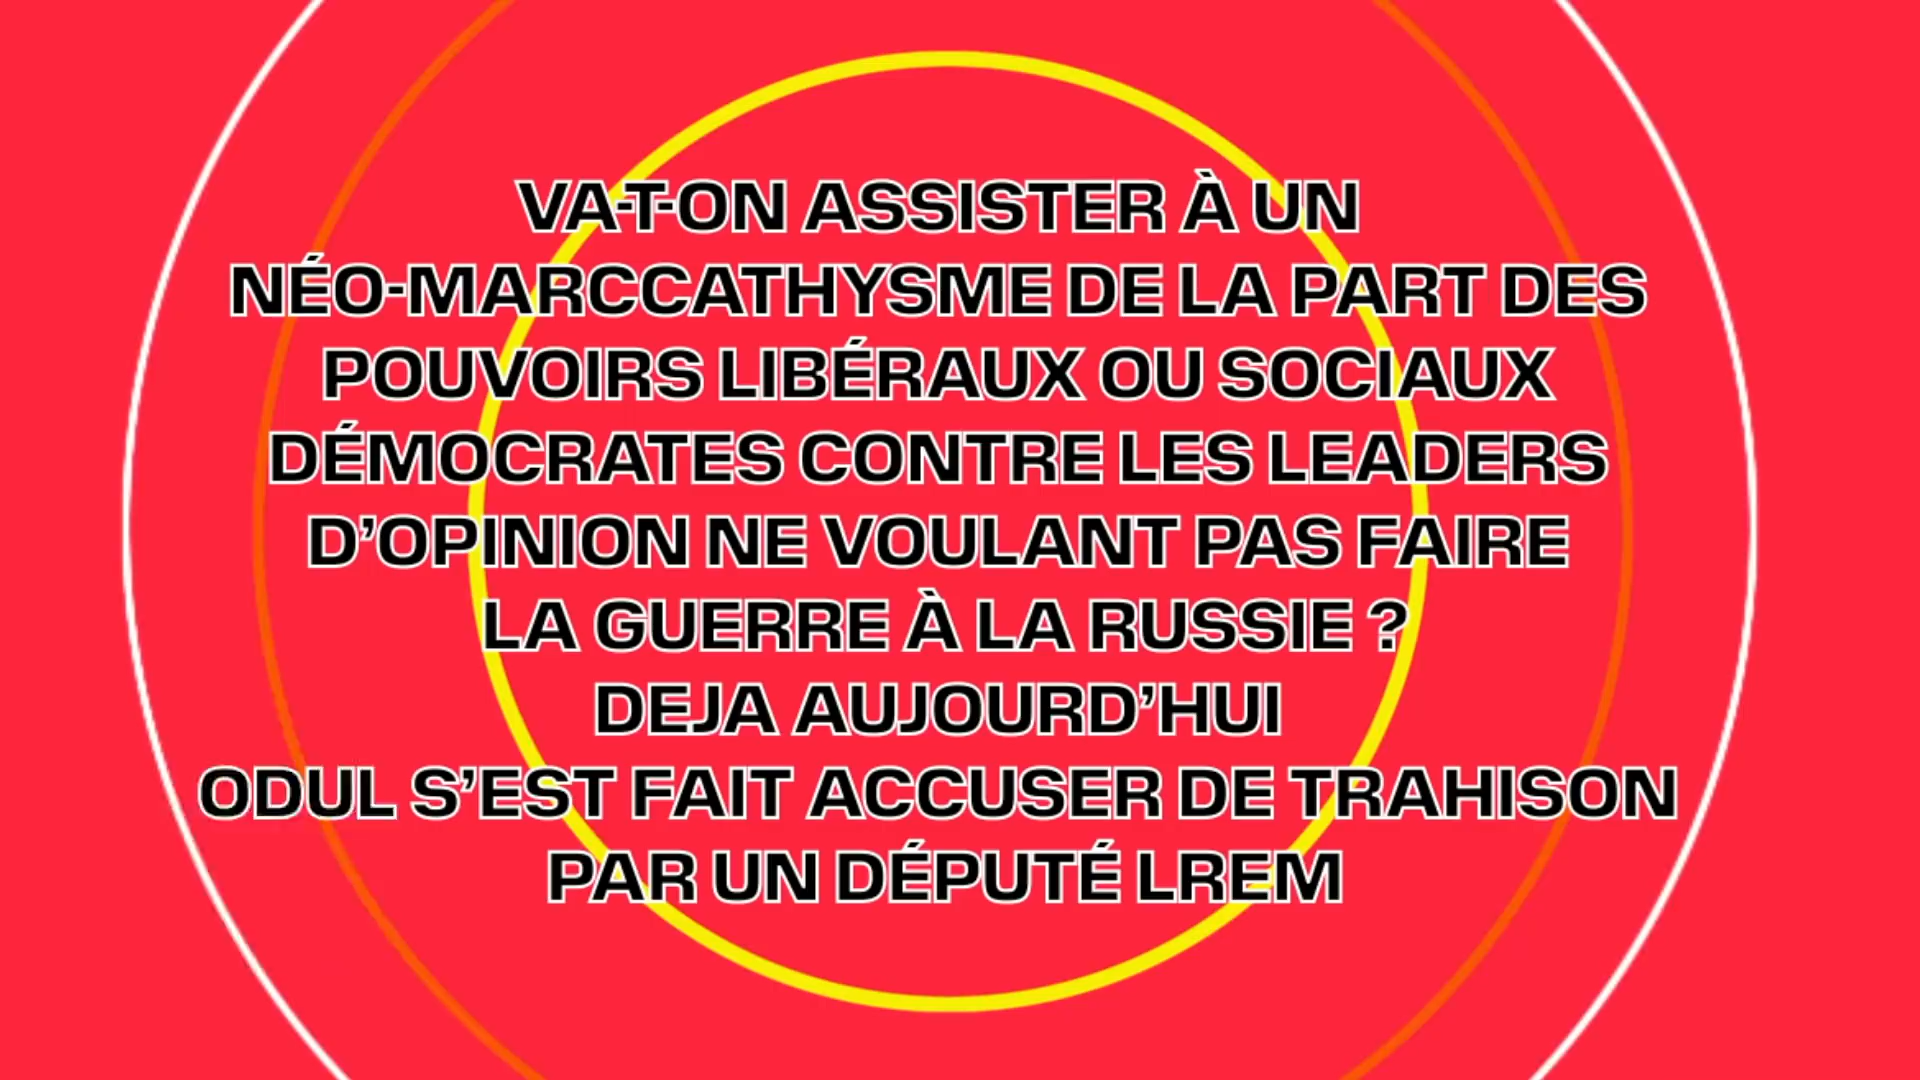 VA-T-ON ASSISTER À UN
NÉO-MARCCATHYSME DE LA PART DES
POUVOIRS LIBÉRAUX OU SOCIAUX
DÉMOCRATES CONTRE LES LEADERS
D’OPINION NE VOULANT PAS FAIRE
LA GUERRE À LA RUSSIE ?
DEJA AUJOURD’HUI
ODUL S’EST FAIT ACCUSER DE TRAHISON
PAR UN DÉPUTÉ LREM